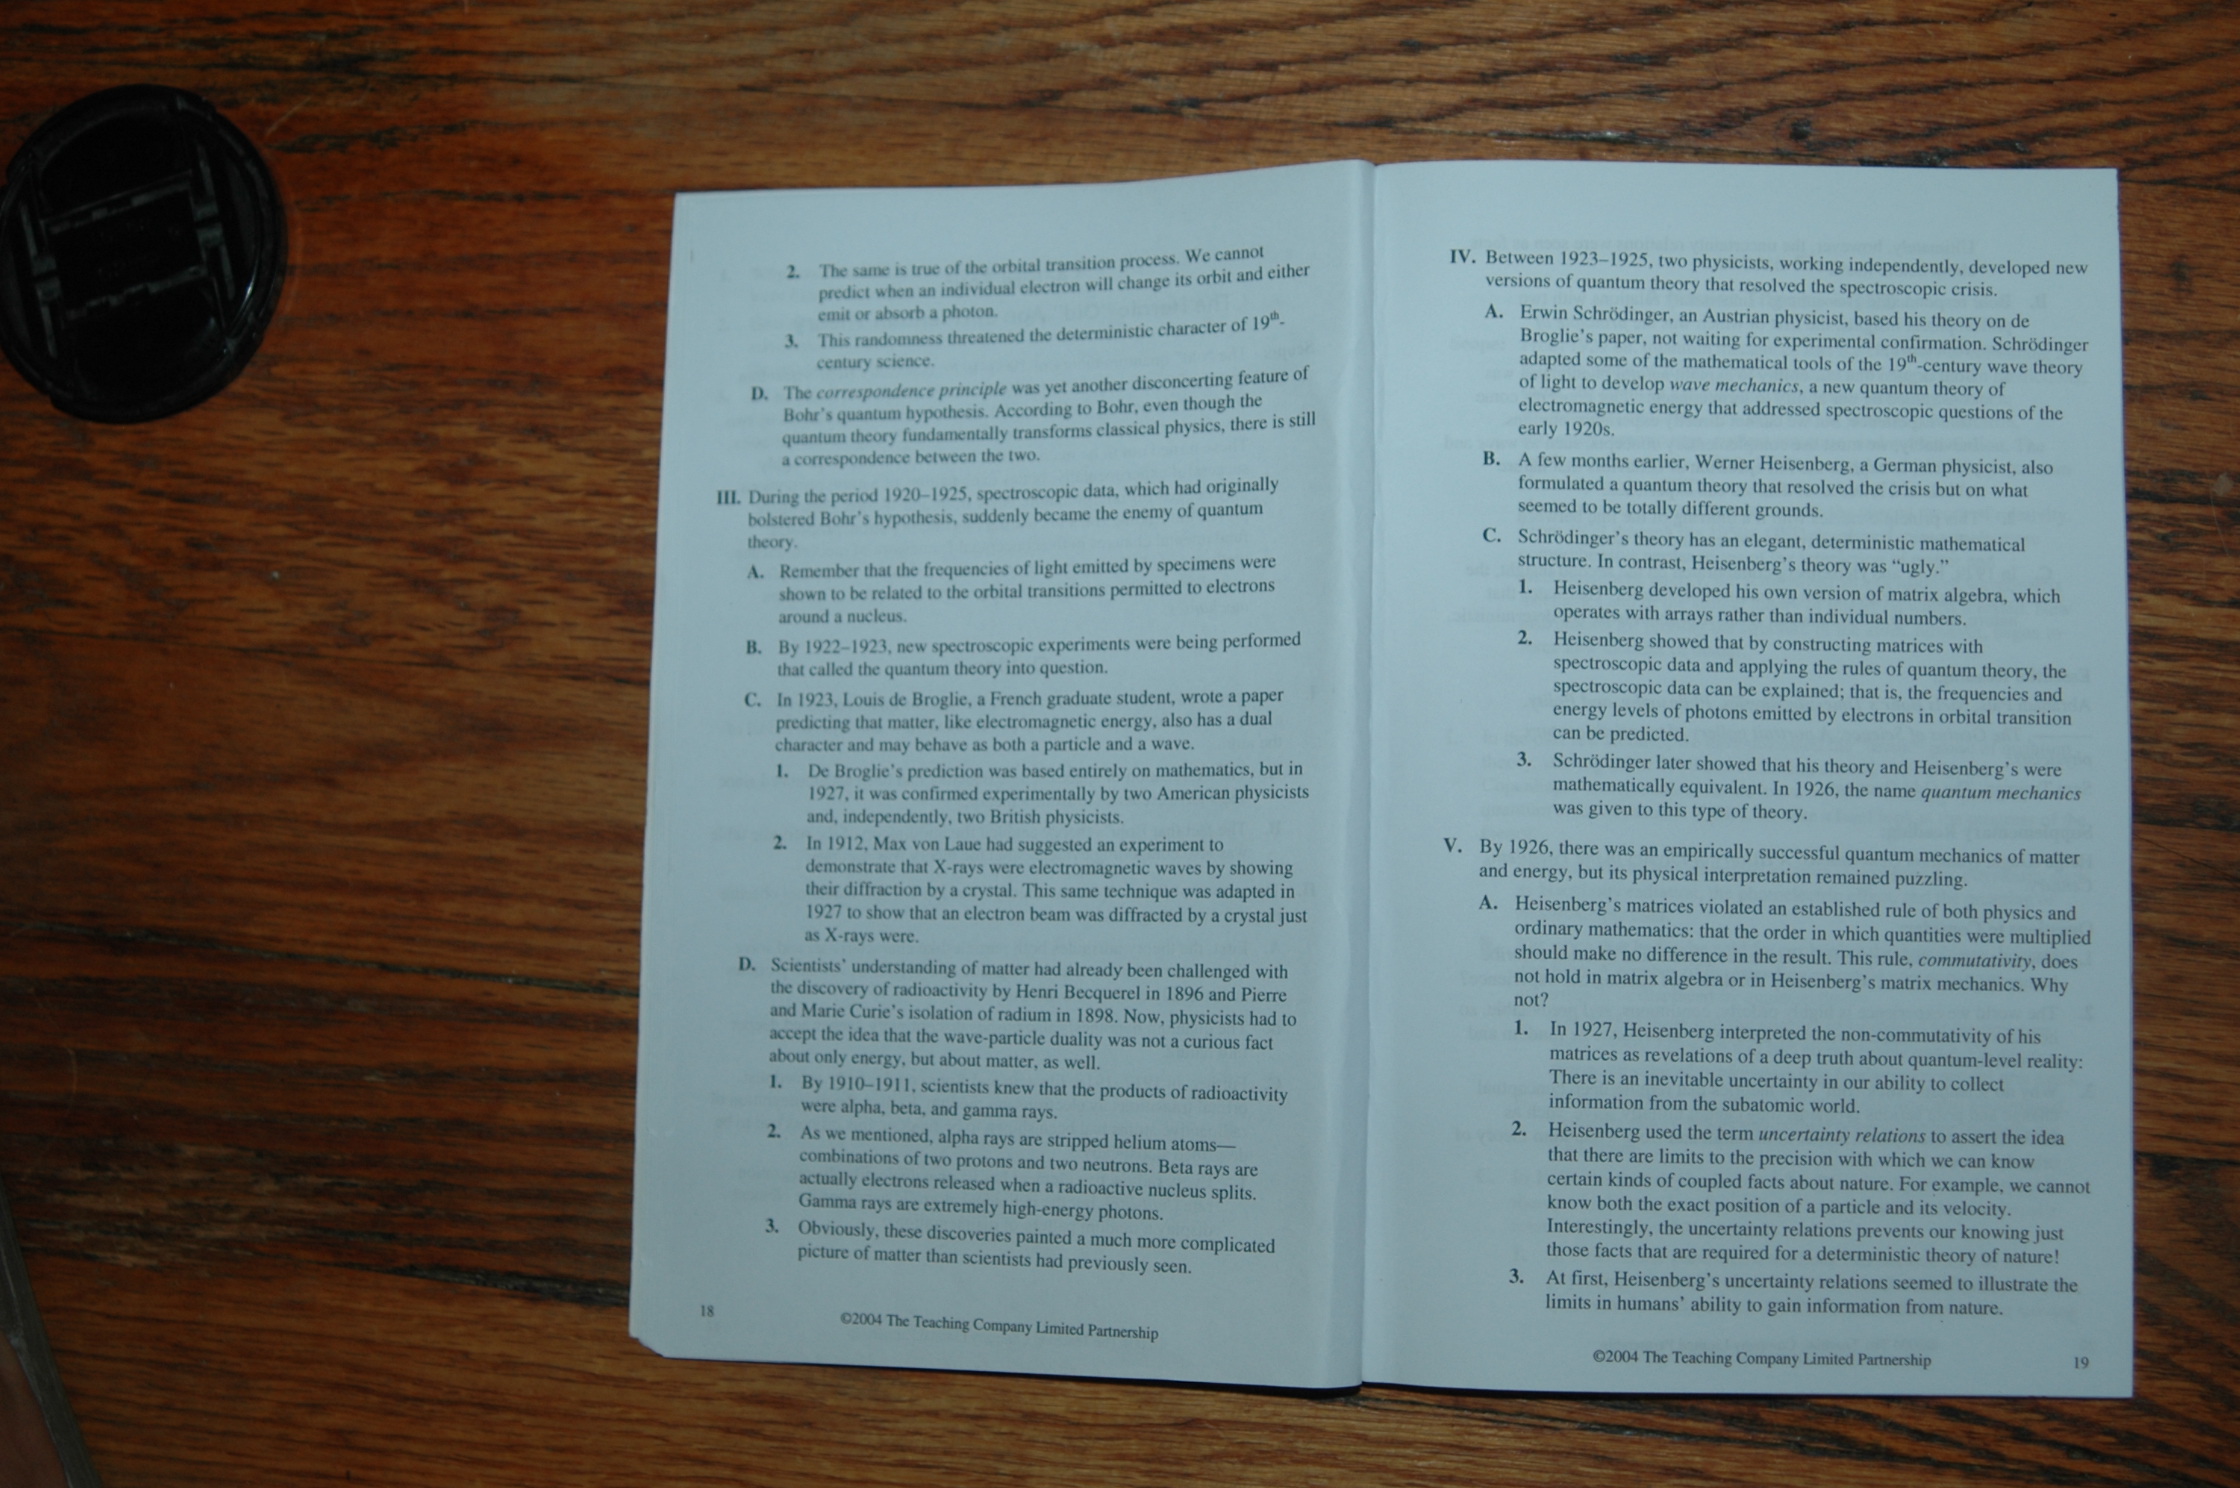 2. The same is true of the orbital transition process. We cannot
predict when an individual electron will change its orbit and either
emit or absorb a photon.
3. This randomness threatened the deterministic character of 19th-
century science.
D. The correspondence principle was yet another disconcerting feature of
Bohr's quantum hypothesis. According to Bohr, even though the
quantum theory fundamentally transforms classical physics, there is still
a correspondence between the two.
III. During the period 1920–1925, spectroscopic data, which had originally
bolstered Bohr's hypothesis, suddenly became the enemy of quantum
theory.
A. Remember that the frequencies of light emitted by specimens were
shown to be related to the orbital transitions permitted to electrons
around a nucleus.
B. By 1922–1923, new spectroscopic experiments were being performed
that called the quantum theory into question.
C. In 1923, Louis de Broglie, a French graduate student, wrote a paper
predicting that matter, like electromagnetic energy, also has a dual
character and may behave as both a particle and a wave.
1. De Broglie's prediction was based entirely on mathematics, but in
1927, it was confirmed experimentally by two American physicists
and, independently, two British physicists.
2. In 1912, Max von Laue had suggested an experiment to
demonstrate that X-rays were electromagnetic waves by showing
their diffraction by a crystal. This same technique was adapted in
1927 to show that an electron beam was diffracted by a crystal just
as X-rays were.
D. Scientists' understanding of matter had already been challenged with
the discovery of radioactivity by Henri Becquerel in 1896 and Pierre
and Marie Curie's isolation of radium in 1898. Now, physicists had to
accept the idea that the wave-particle duality was not a curious fact
about only energy, but about matter, as well.
1. By 1910–1911, scientists knew that the products of radioactivity
were alpha, beta, and gamma rays.
2. As we mentioned, alpha rays are stripped helium atoms—
combinations of two protons and two neutrons. Beta rays are
actually electrons released when a radioactive nucleus splits.
Gamma rays are extremely high-energy photons.
3. Obviously, these discoveries painted a much more complicated
picture of matter than scientists had previously seen.
18
©2004 The Teaching Company Limited Partnership
IV. Between 1923–1925, two physicists, working independently, developed new
versions of quantum theory that resolved the spectroscopic crisis.
A. Erwin Schrödinger, an Austrian physicist, based his theory on de
Broglie's paper, not waiting for experimental confirmation. Schrödinger
adapted some of the mathematical tools of the 19th-century wave theory
of light to develop wave mechanics, a new quantum theory of
electromagnetic energy that addressed spectroscopic questions of the
early 1920s.
B. A few months earlier, Werner Heisenberg, a German physicist, also
formulated a quantum theory that resolved the crisis but on what
seemed to be totally different grounds.
C. Schrödinger's theory has an elegant, deterministic mathematical
structure. In contrast, Heisenberg's theory was “ugly.”
1. Heisenberg developed his own version of matrix algebra, which
operates with arrays rather than individual numbers.
2. Heisenberg showed that by constructing matrices with
spectroscopic data and applying the rules of quantum theory, the
spectroscopic data can be explained; that is, the frequencies and
energy levels of photons emitted by electrons in orbital transition
can be predicted.
3. Schrödinger later showed that his theory and Heisenberg's were
mathematically equivalent. In 1926, the name quantum mechanics
was given to this type of theory.
V. By 1926, there was an empirically successful quantum mechanics of matter
and energy, but its physical interpretation remained puzzling.
A. Heisenberg's matrices violated an established rule of both physics and
ordinary mathematics: that the order in which quantities were multiplied
should make no difference in the result. This rule, commutativity, does
not hold in matrix algebra or in Heisenberg's matrix mechanics. Why
not?
1. In 1927, Heisenberg interpreted the non-commutativity of his
matrices as revelations of a deep truth about quantum-level reality:
There is an inevitable uncertainty in our ability to collect
information from the subatomic world.
2. Heisenberg used the term uncertainty relations to assert the idea
that there are limits to the precision with which we can know
certain kinds of coupled facts about nature. For example, we cannot
know both the exact position of a particle and its velocity.
Interestingly, the uncertainty relations prevents our knowing just
those facts that are required for a deterministic theory of nature!
3. At first, Heisenberg's uncertainty relations seemed to illustrate the
limits in humans' ability to gain information from nature.
©2004 The Teaching Company Limited Partnership
19